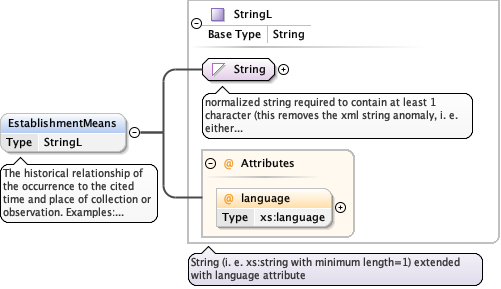 StringL
Base Type String
String
normalized string required to contain at least 1
character (this removes the xml string anomaly, i. e.
either...
EstablishmentMeans
Type StringL
The historical relationship of
the occurrence to the cited
time and place of collection or
observation. Examples:...
@ Attributes
@ language
Type xs:language
String (i. e. xs:string with minimum length=1) extended
with language attribute